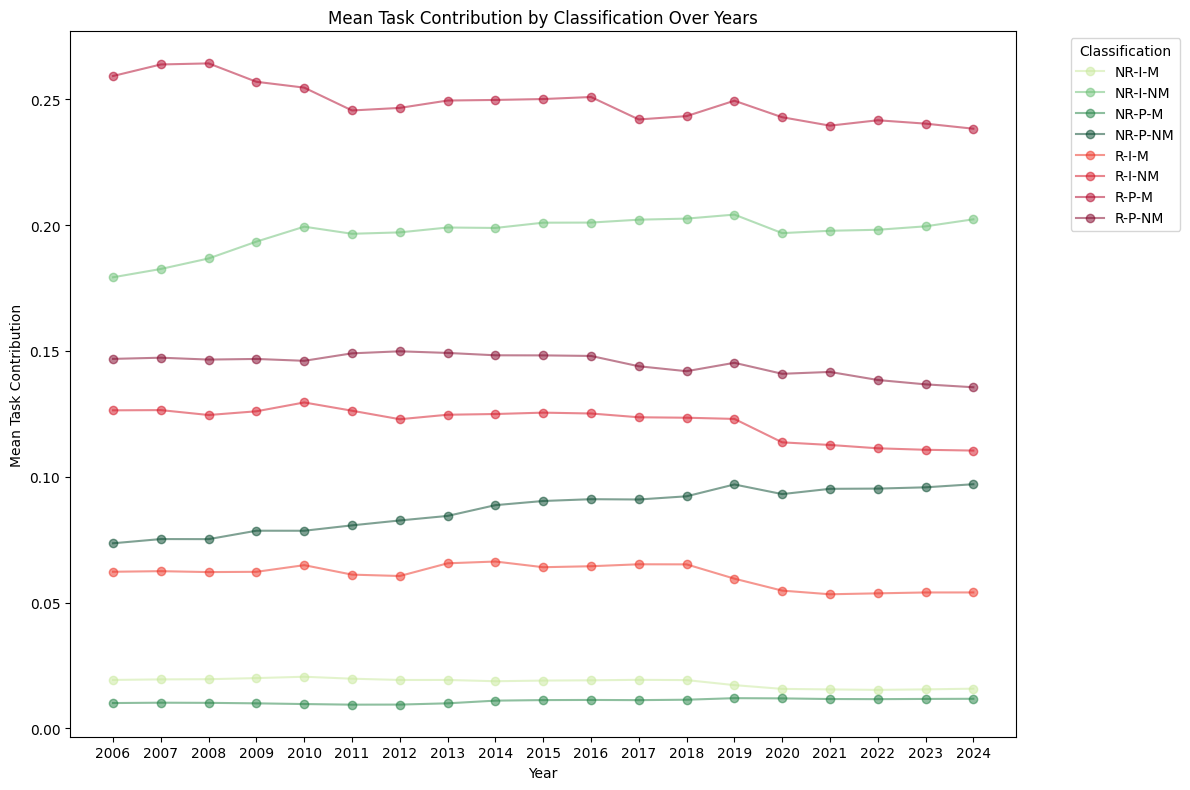 Mean Task Contribution by Classification Over Years
Mean Task Contribution
0.25
0.20
0.15
0.10
0.05
0.00
2006 2007 2008 2009 2010 2011 2012 2013 2014 2015 2016 2017 2018 2019 2020 2021 2022 2023 2024
Year
Classification
NR-I-M
NR-I-NM
NR-P-M
NR-P-NM
R-I-M
R-I-NM
R-P-M
R-P-NM